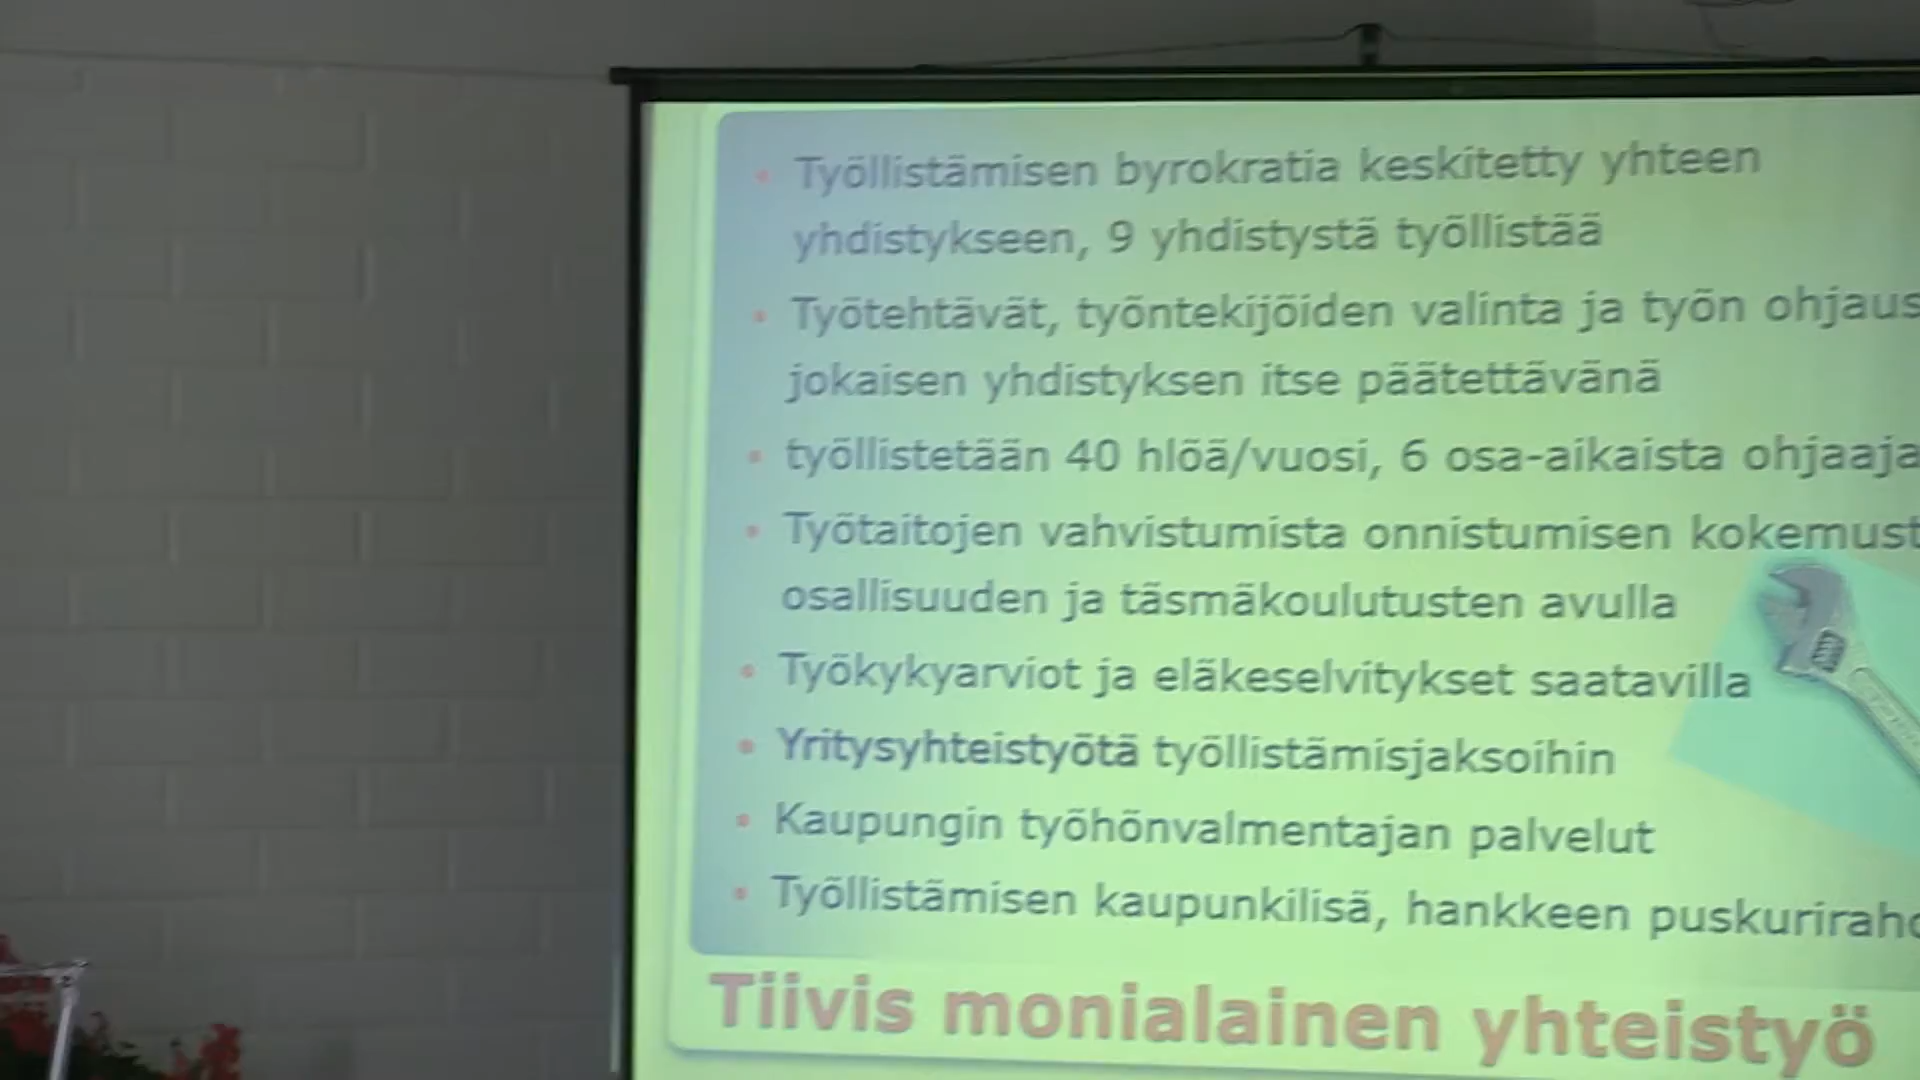 Työllistämisen byrokratia keskitetty yhteen
yhdistykseen, 9 yhdistystä työllistää
Työtehtävät, työntekijöiden valinta ja työn ohjaus
jokaisen yhdistyksen itse päätettävänä
työllistetään 40 hlöä/vuosi, 6 osa-aikaista
Työtaitojen vahvistumista onnistumisen
osallisuuden ja täsmäkoulutusten avulla
Työkykyarviot ja eläkeselvitykset saatavilla
Yritysyhteistyötä työllistämisjaksoihin
Kaupungin työhönvalmentajan palvelut
Työllistämisen kaupunkilisä, hankkeen
Tiivis monialainen yhteistyö